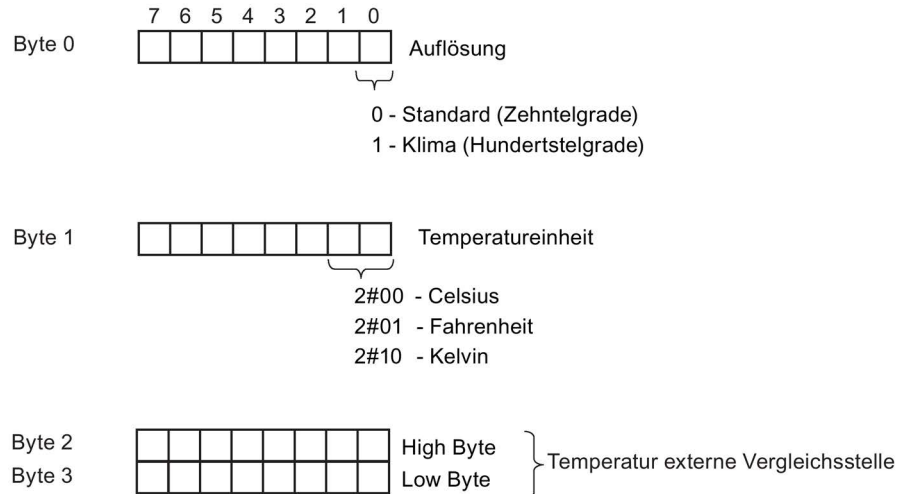 7 6 5 4 3 2 1 0
Byte 0 Auflösung
0 - Standard (Zehntelgrade)
1 - Klima (Hundertstelgrade)
Byte 1 Temperatureinheit
2#00 - Celsius
2#01 - Fahrenheit
2#10 - Kelvin
Byte 2 High Byte
Temperatur externe Vergleichsstelle
Byte 3 Low Byte